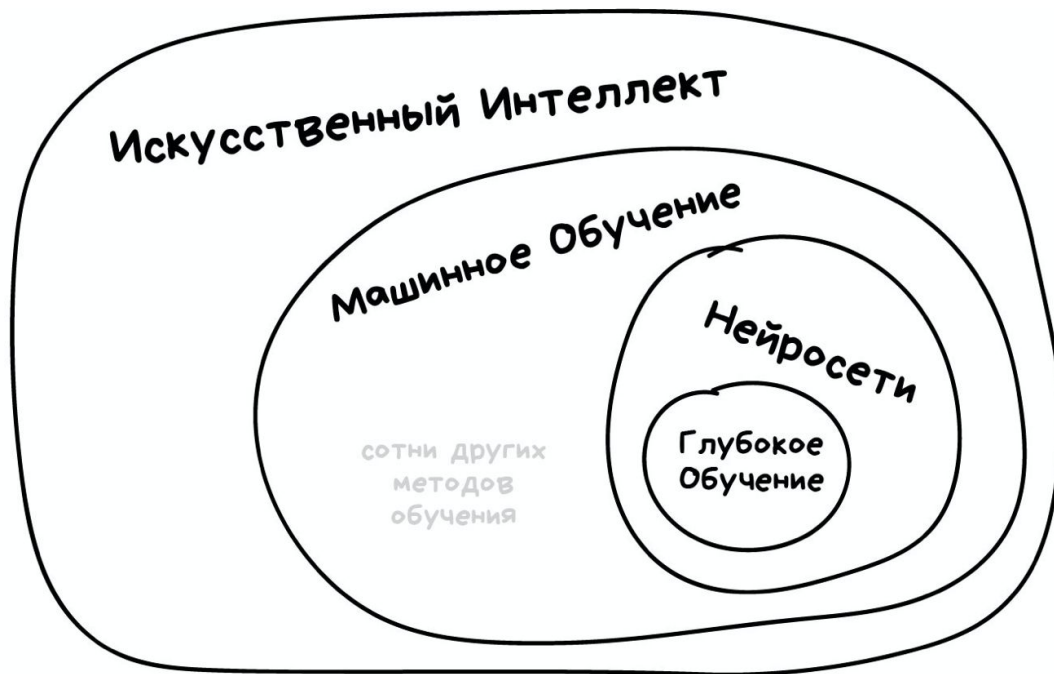 Искусственный Интеллект
Машинное Обучение
Нейросети
Глубокое
Обучение
сотни других
методов
обучения